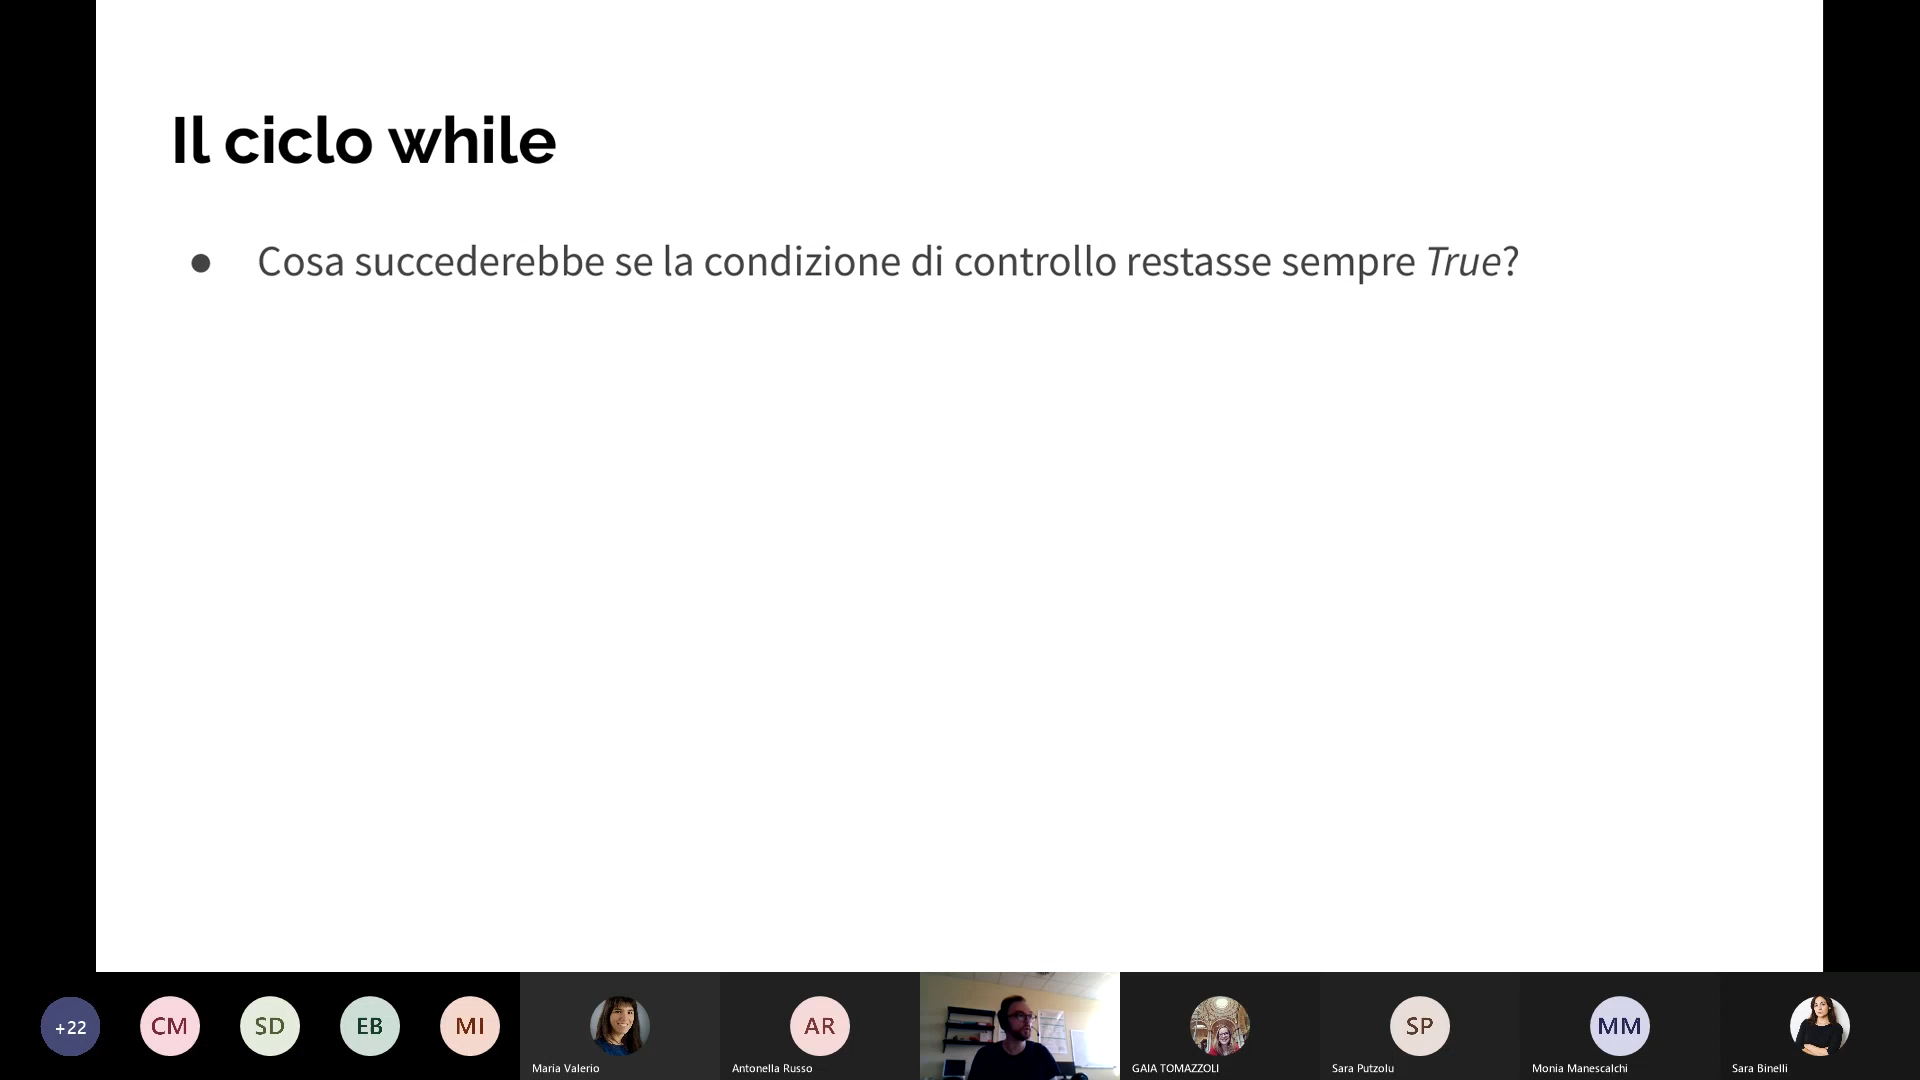 Il ciclo while
● Cosa succederebbe se la condizione di controllo restasse sempre True?
+22
CM
SD
EB
MI
Maria Valerio
AR
Antonella Russo
GAIA TOMAZZOLI
SP
Sara Putzolu
MM
Monia Manescalchi
Sara Binelli